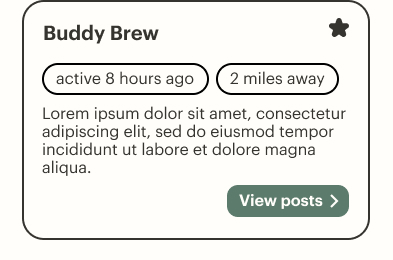 Buddy Brew
active 8 hours ago
2 miles away
Lorem ipsum dolor sit amet, consectetur
adipiscing elit, sed do eiusmod tempor
incididunt ut labore et dolore magna
aliqua.
View posts